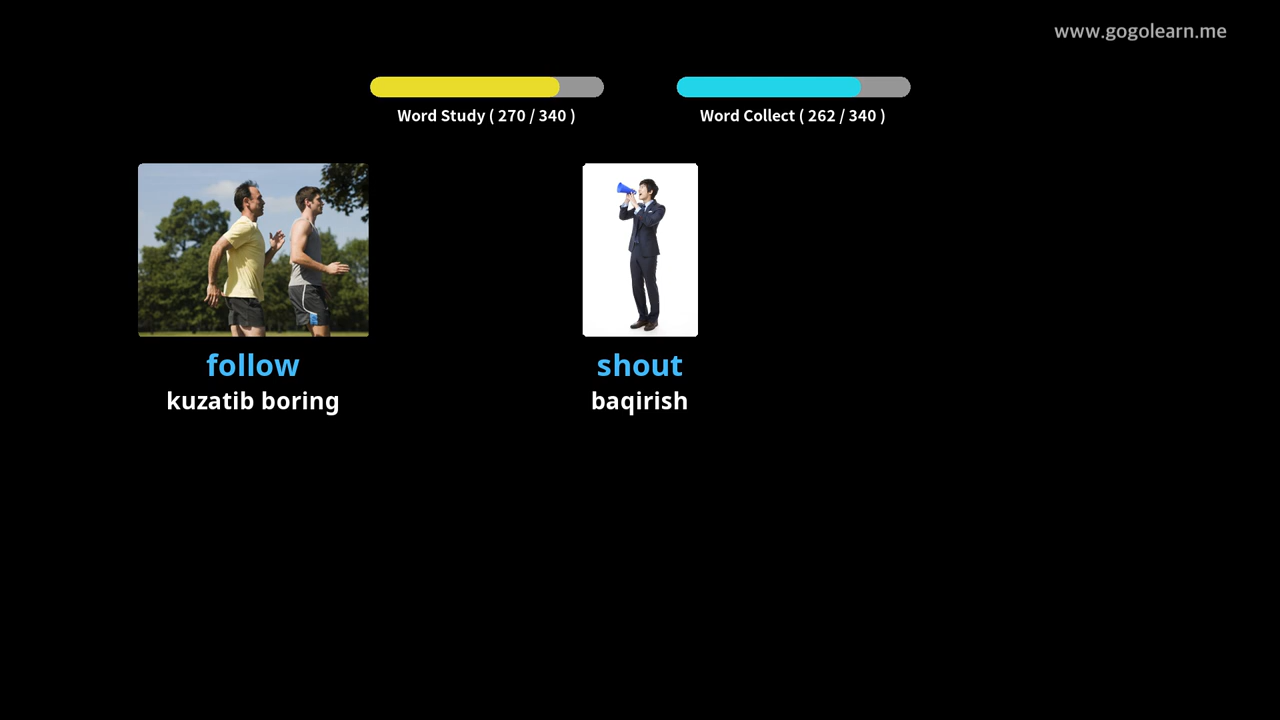 www.gogolearn.me
Word Study ( 270 / 340 )
Word Collect ( 262 / 340 )
follow
kuzatib boring
shout
baqirish